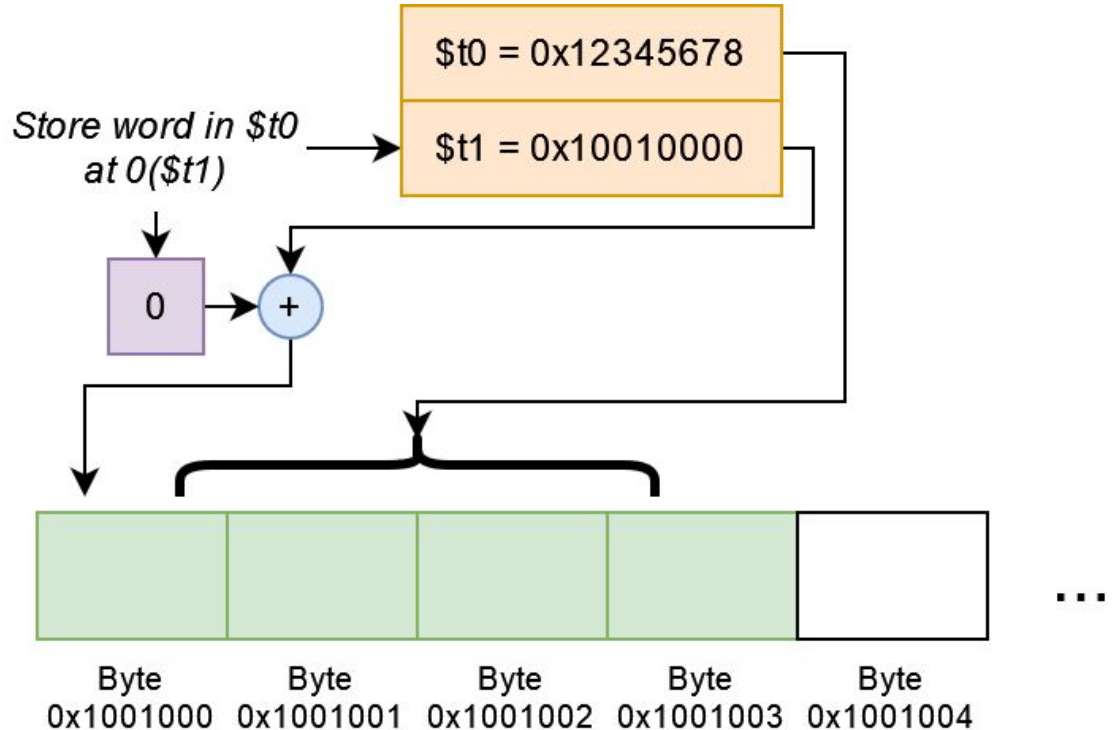 $t0 = 0x12345678
Store word in $t0
at 0($t1)
$t1 = 0x10010000
0
+
...
Byte
0x1001000
Byte
0x1001001
Byte
0x1001002
Byte
0x1001003
Byte
0x1001004